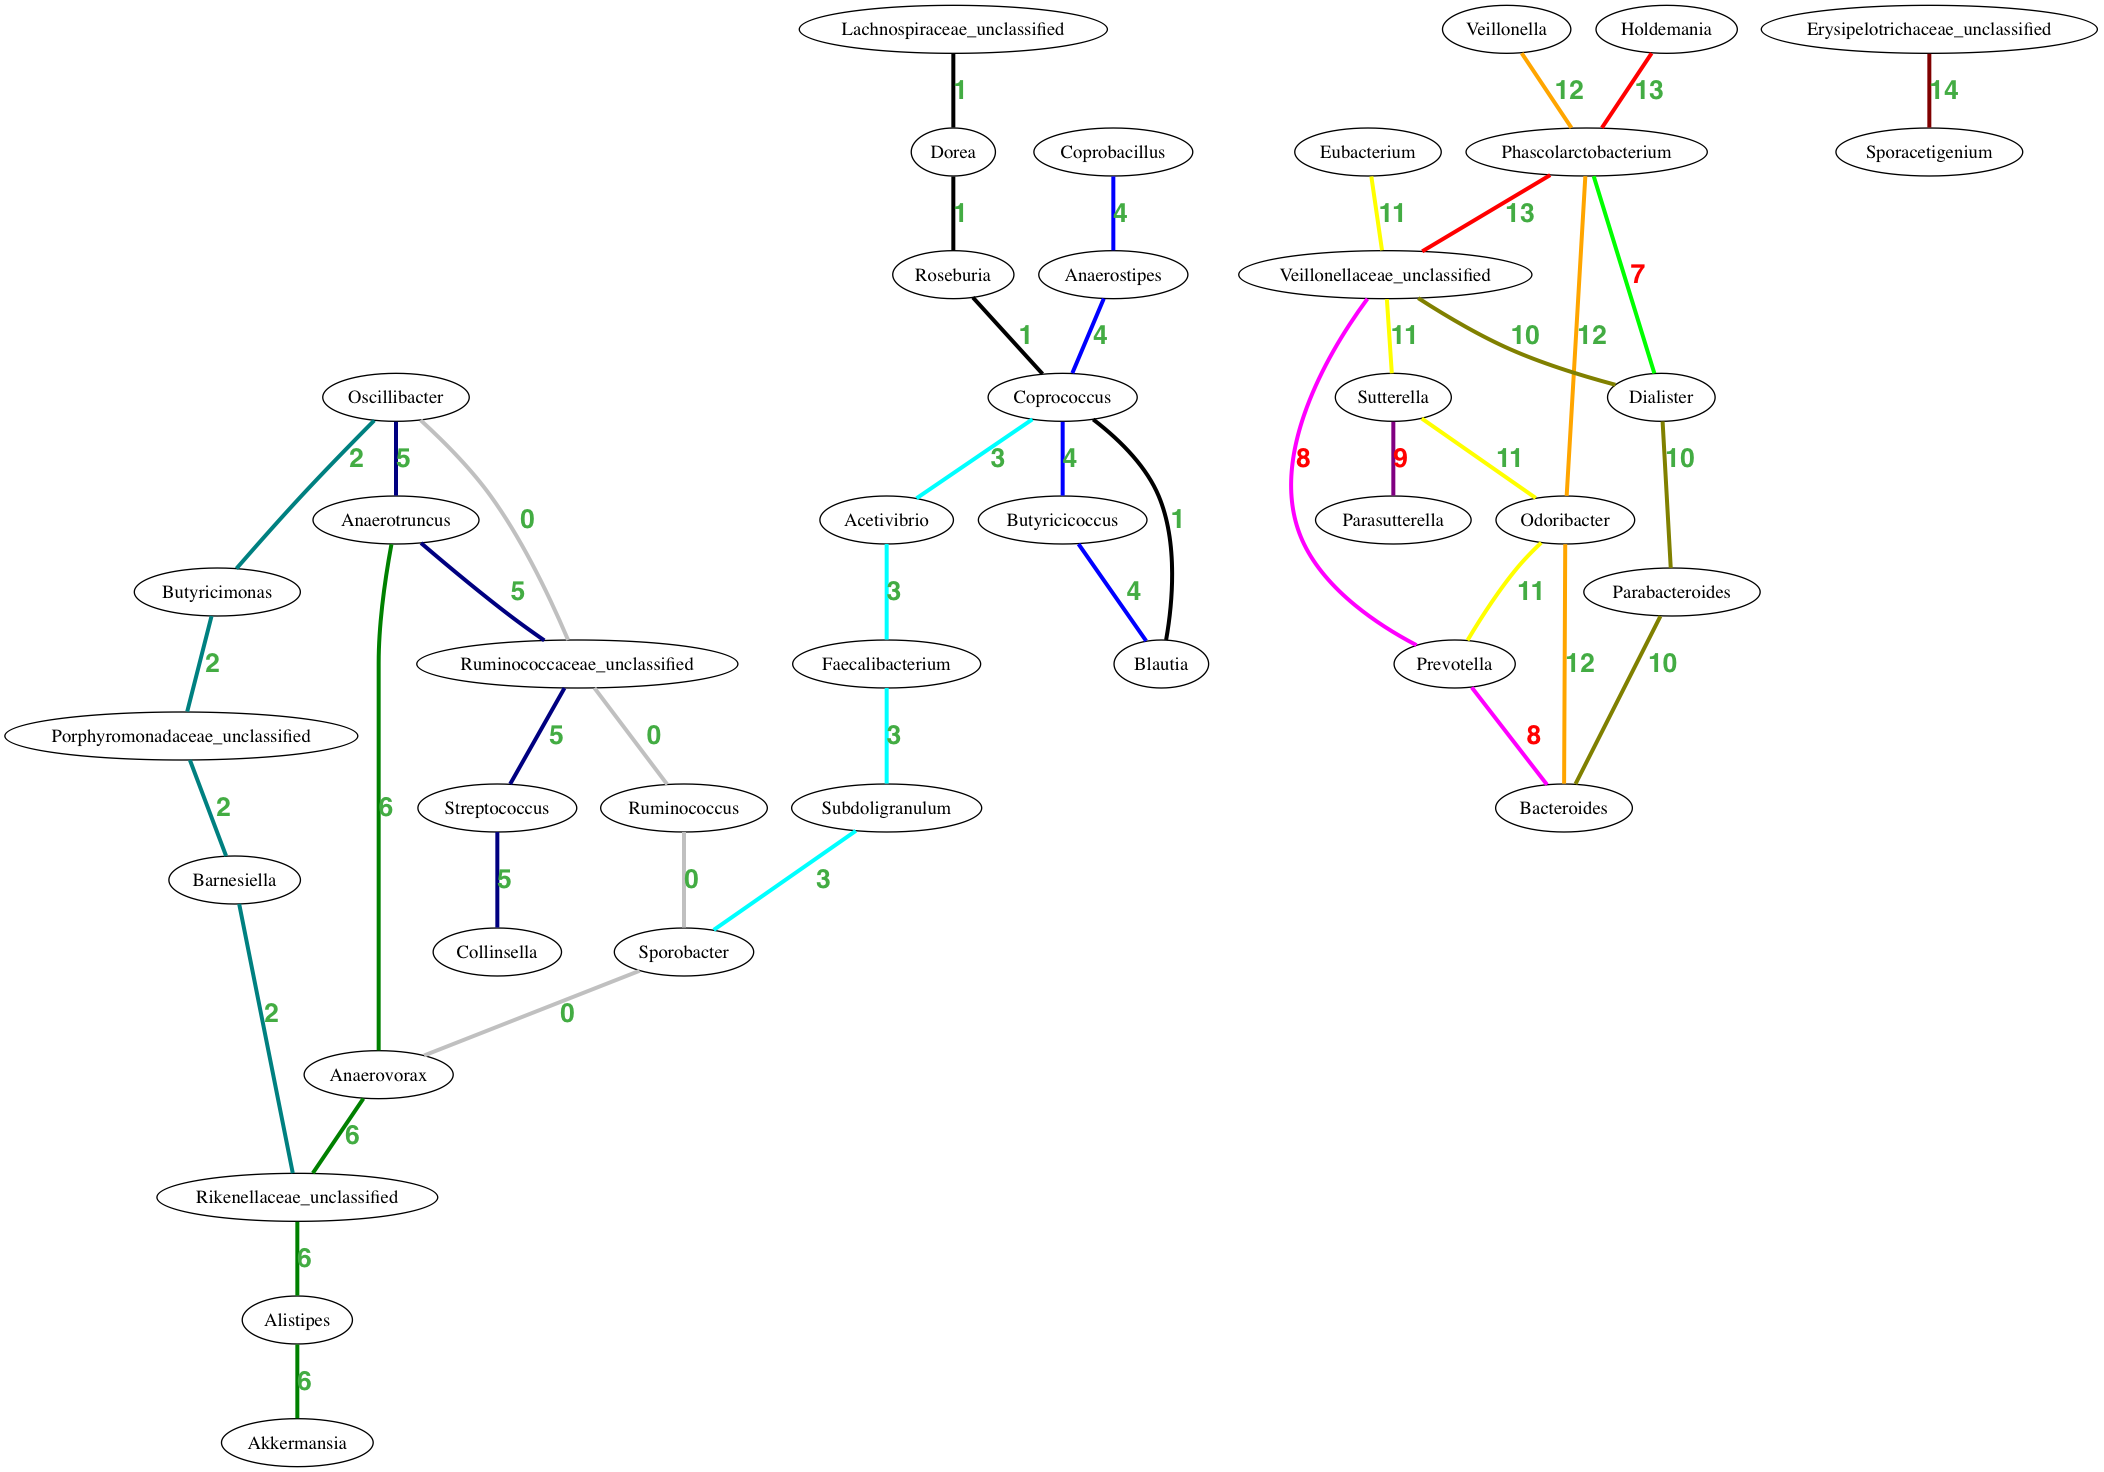 Lachnospiraceae_unclassified
Veillonella
Holdemania
Erysipelotrichaceae_unclassified
1
12
13
14
Dorea
Coprobacillus
Eubacterium
Phascolarctobacterium
Sporacetigenium
1
4
11
13
7
Roseburia
Anaerostipes
Veillonellaceae_unclassified
1
4
11
10
12
Oscillibacter
Coprococcus
Sutterella
Dialister
2
5
3
4
8
9
11
10
0
1
Anaerotruncus
Acetivibrio
Butyricicoccus
Parasutterella
Odoribacter
Butyricimonas
5
3
4
11
Parabacteroides
2
Ruminococcaceae_unclassified
Faecalibacterium
Blautia
Prevotella
12
10
Porphyromonadaceae_unclassified
5
0
3
8
2
6
Streptococcus
Ruminococcus
Subdoligranulum
Bacteroides
Barnesiella
5
0
3
Collinsella
Sporobacter
2
0
Anaerovorax
6
Rikenellaceae_unclassified
6
Alistipes
6
Akkermansia